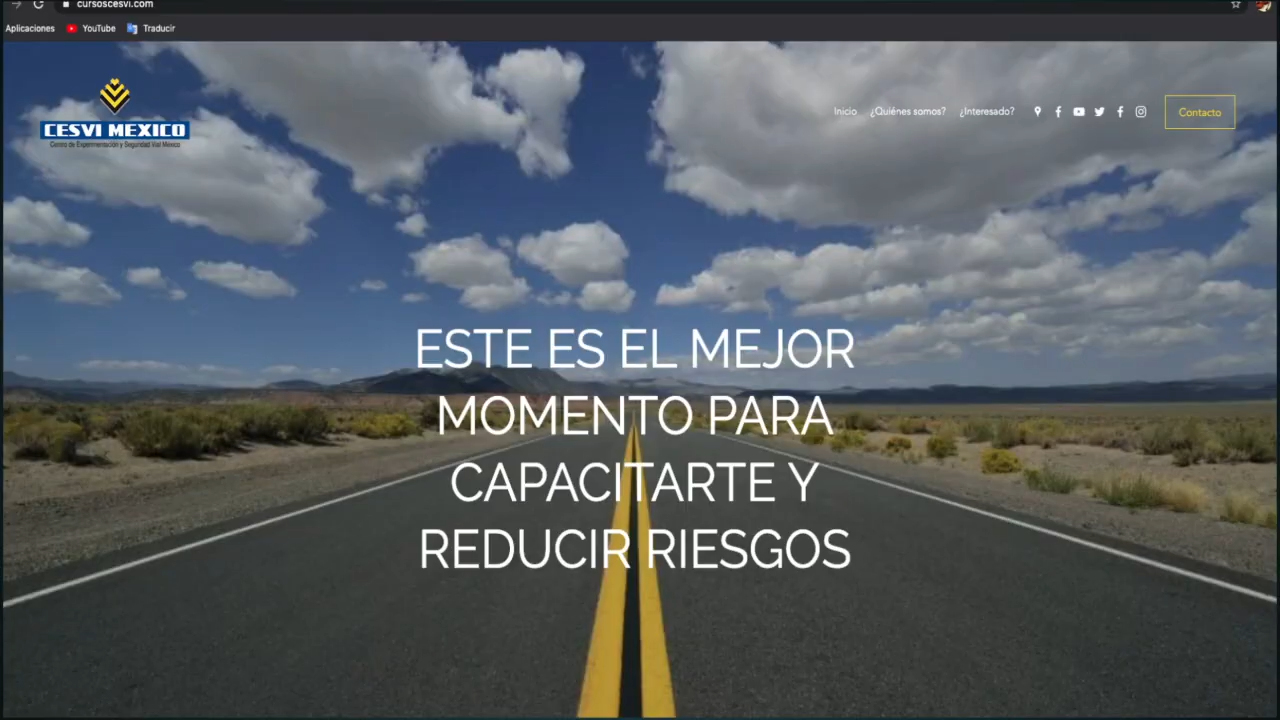 cursoscesvi.com
Aplicaciones YouTube Traducir
CESVI MEXICO
Centro de Experimentación y Seguridad Vial México
Inicio ¿Quiénes somos? ¿Interesado? Contacto
ESTE ES EL MEJOR
MOMENTO PARA
CAPACITARTE Y
REDUCIR RIESGOS